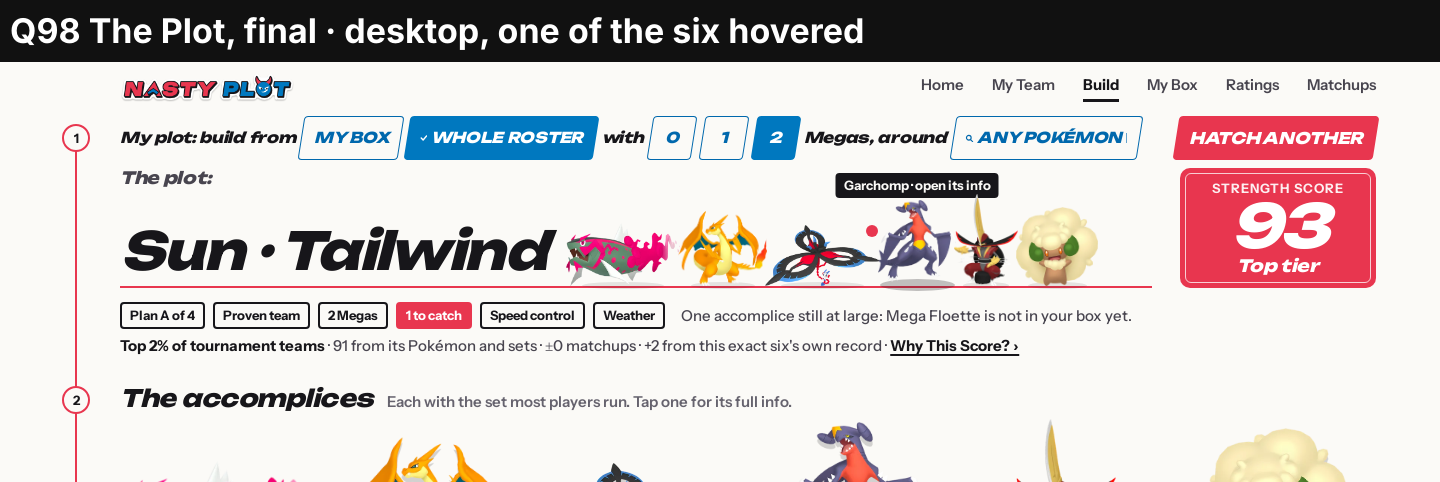 Q98 The Plot, final · desktop, one of the six hovered
NASTY PLOT
Home My Team Build My Box Ratings Matchups
1
My plot: build from MY BOX ✓ WHOLE ROSTER with 0 1 2 Megas, around ANY POKÉMON HATCH ANOTHER
The plot:
Garchomp · open its info
STRENGTH SCORE
93
Top tier
Sun · Tailwind
Plan A of 4 Proven team 2 Megas 1 to catch Speed control Weather One accomplice still at large: Mega Floette is not in your box yet.
Top 2% of tournament teams · 91 from its Pokémon and sets · ±0 matchups · +2 from this exact six's own record · Why This Score? ›
2
The accomplices Each with the set most players run. Tap one for its full info.